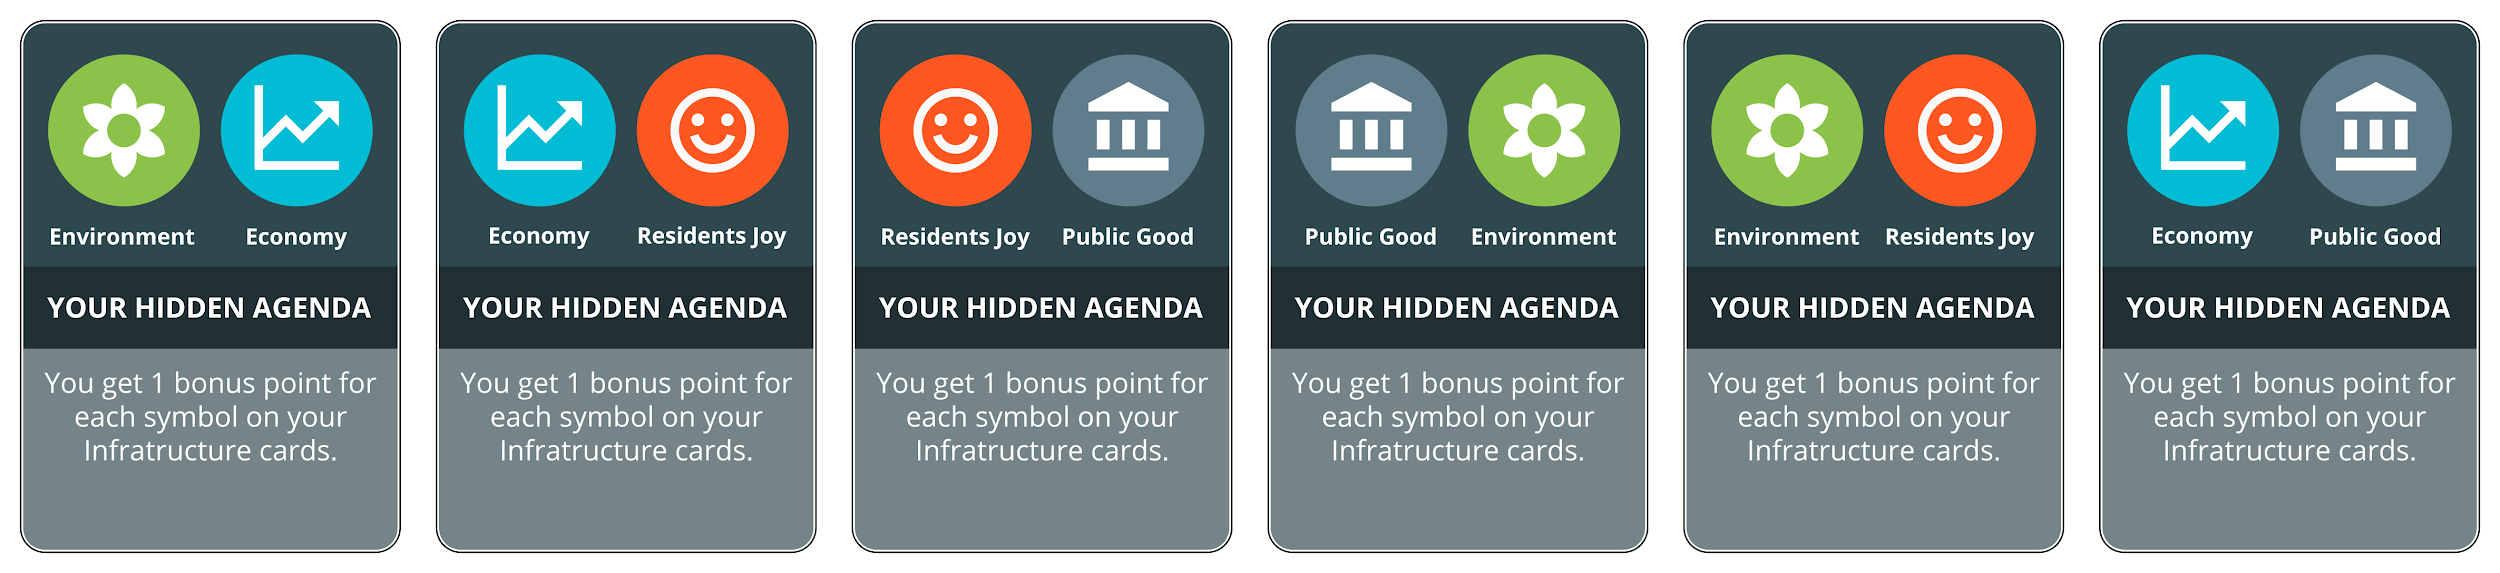 Environment Economy
YOUR HIDDEN AGENDA
You get 1 bonus point for
each symbol on your
Infratructure cards.
Economy Residents Joy
YOUR HIDDEN AGENDA
You get 1 bonus point for
each symbol on your
Infratructure cards.
Residents Joy Public Good
YOUR HIDDEN AGENDA
You get 1 bonus point for
each symbol on your
Infratructure cards.
Public Good Environment
YOUR HIDDEN AGENDA
You get 1 bonus point for
each symbol on your
Infratructure cards.
Environment Residents Joy
YOUR HIDDEN AGENDA
You get 1 bonus point for
each symbol on your
Infratructure cards.
Economy Public Good
YOUR HIDDEN AGENDA
You get 1 bonus point for
each symbol on your
Infratructure cards.